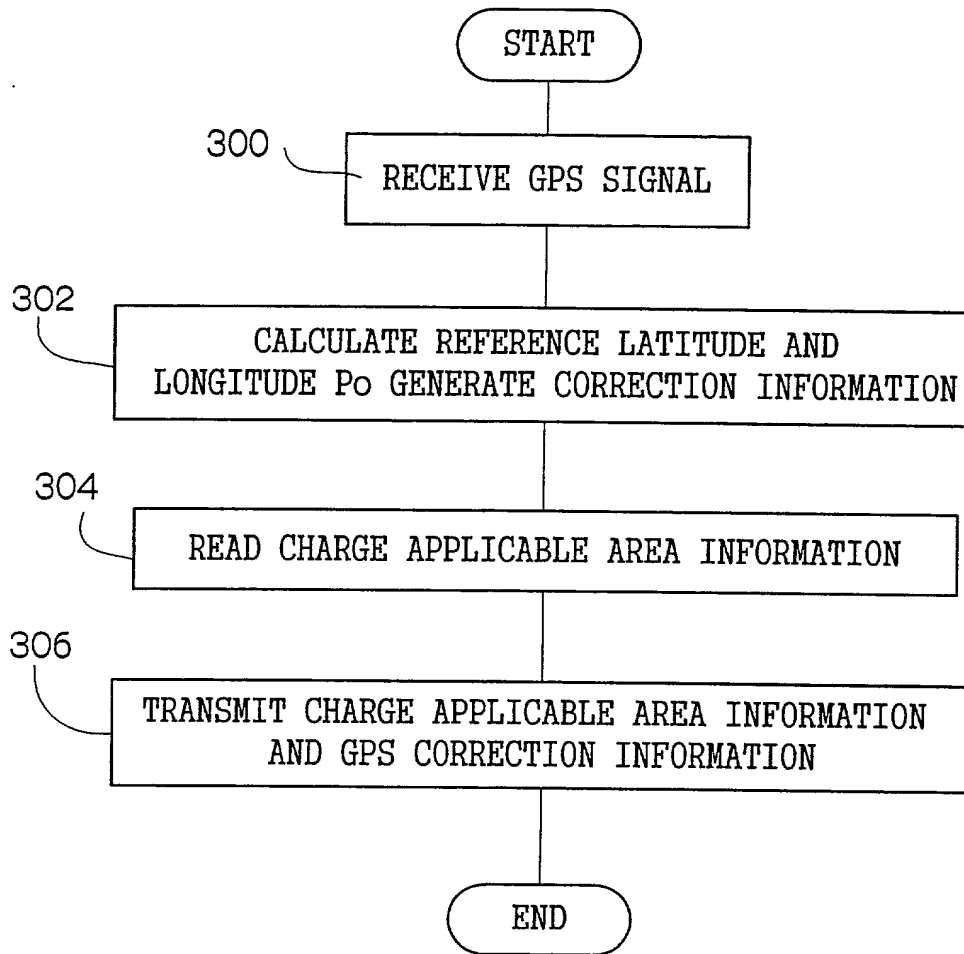 START
300
RECEIVE GPS SIGNAL
302
CALCULATE REFERENCE LATITUDE AND
LONGITUDE Po GENERATE CORRECTION INFORMATION
304
READ CHARGE APPLICABLE AREA INFORMATION
306
TRANSMIT CHARGE APPLICABLE AREA INFORMATION
AND GPS CORRECTION INFORMATION
END